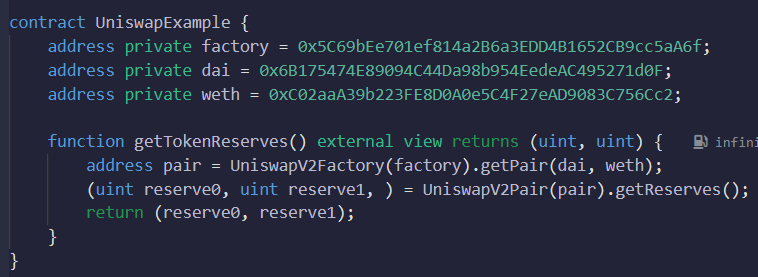 contract UniswapExample {
address private factory = 0x5C69bEe701ef814a2B6a3EDD4B1652CB9cc5aA6f;
address private dai = 0x6B175474E89094C44Da98b954EedeAC495271d0F;
address private weth = 0xC02aaA39b223FE8D0A0e5C4F27eAD9083C756Cc2;
function getTokenReserves() external view returns (uint, uint) { infini
address pair = UniswapV2Factory(factory).getPair(dai, weth);
(uint reserve0, uint reserve1, ) = UniswapV2Pair(pair).getReserves();
return (reserve0, reserve1);
}
}